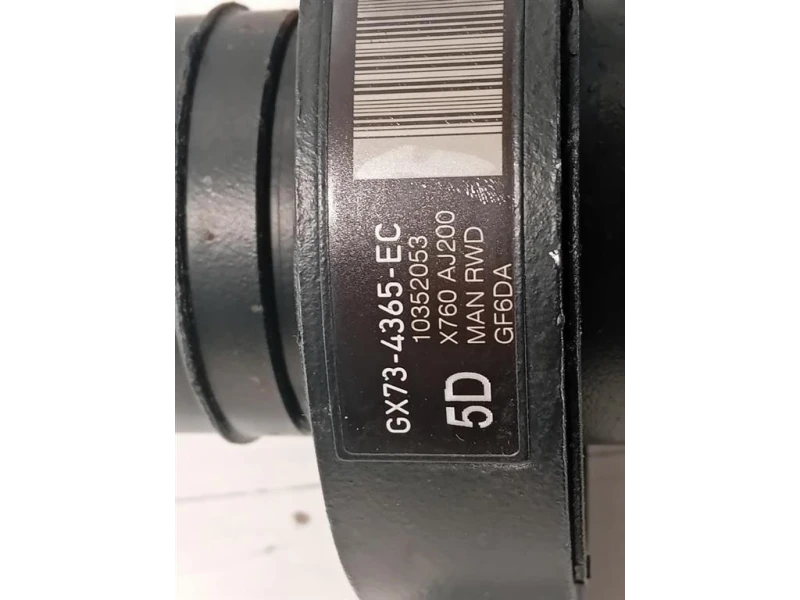 GX73-4365-EC
10352053
X760 AJ200
MAN RWD
GF6DA
5D